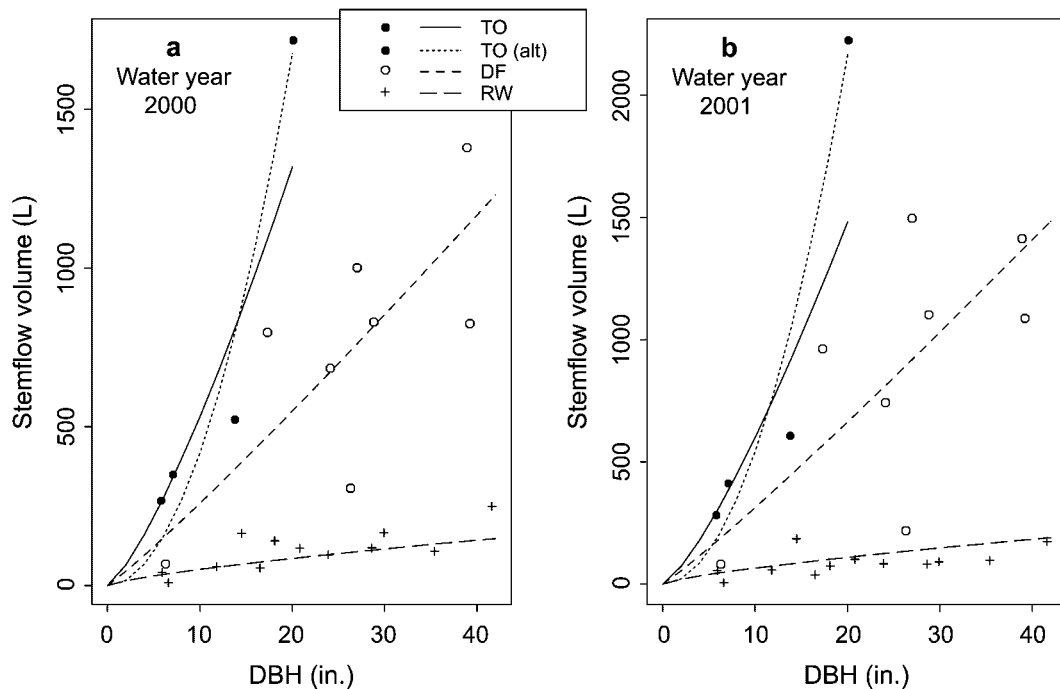 TO
TO (alt)
DF
RW
a
Water year
2000
Stemflow volume (L)
1500
1000
500
0
0 10 20 30 40
DBH (in.)
b
Water year
2001
Stemflow volume (L)
2000
1500
1000
500
0
0 10 20 30 40
DBH (in.)